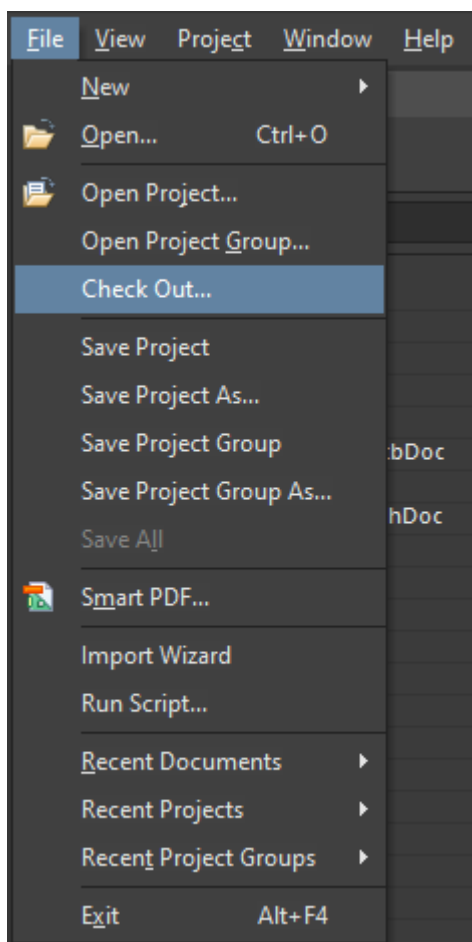 File View Project Window Help
New
Open... Ctrl+O
Open Project...
Open Project Group...
Check Out...
Save Project
Save Project As...
Save Project Group
:bDoc
Save Project Group As...
hDoc
Save All
Smart PDF...
Import Wizard
Run Script...
Recent Documents
Recent Projects
Recent Project Groups
Exit Alt+F4